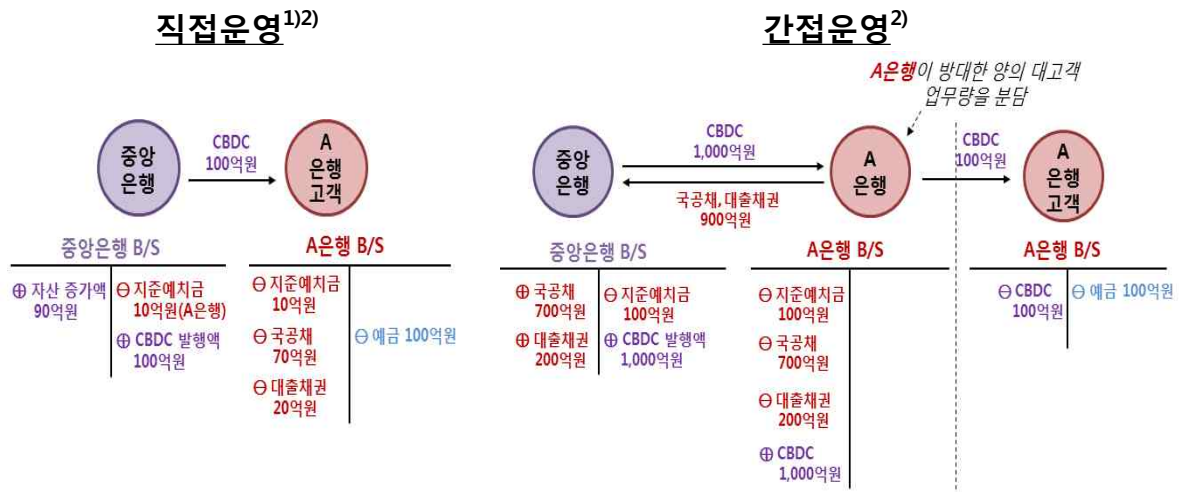 직접운영1)2)
중앙
은행
CBDC
100억원
A
은행
고객
중앙은행 B/S
⊕ 자산 증가액
90억원
⊖ 지준예치금
10억원(A은행)
⊕ CBDC 발행액
100억원
A은행 B/S
⊖ 지준예치금
10억원
⊖ 국공채
70억원
⊖ 대출채권
20억원
⊖ 예금 100억원
간접운영2)
A은행이 방대한 양의 대고객
업무량을 분담
중앙
은행
CBDC
1,000억원
국공채, 대출채권
900억원
A
은행
CBDC
100억원
A
은행
고객
중앙은행 B/S
⊕ 국공채
700억원
⊕ 대출채권
200억원
⊖ 지준예치금
100억원
⊕ CBDC 발행액
1,000억원
A은행 B/S
⊖ 지준예치금
100억원
⊖ 국공채
700억원
⊖ 대출채권
200억원
⊕ CBDC
1,000억원
A은행 B/S
⊖ CBDC
100억원
⊖ 예금 100억원